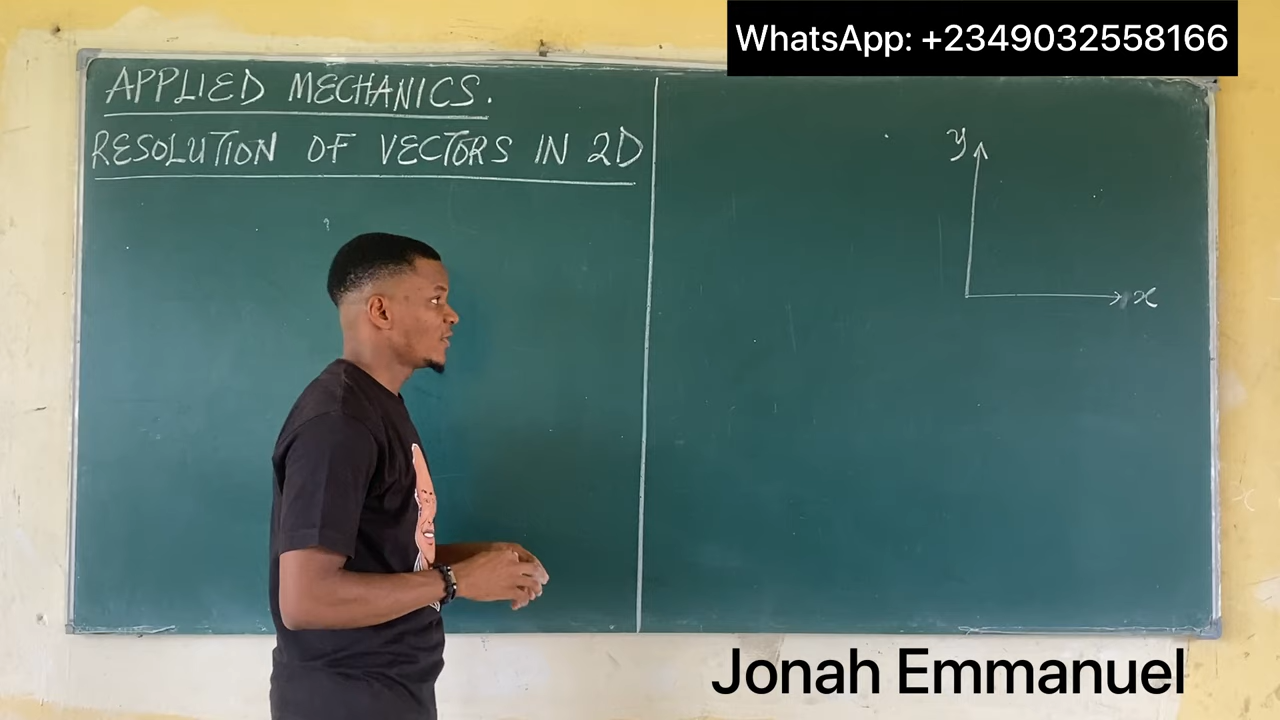 WhatsApp: +2349032558166
APPLIED MECHANICS.
RESOLUTION OF VECTORS IN 2D
y
x
Jonah Emmanuel